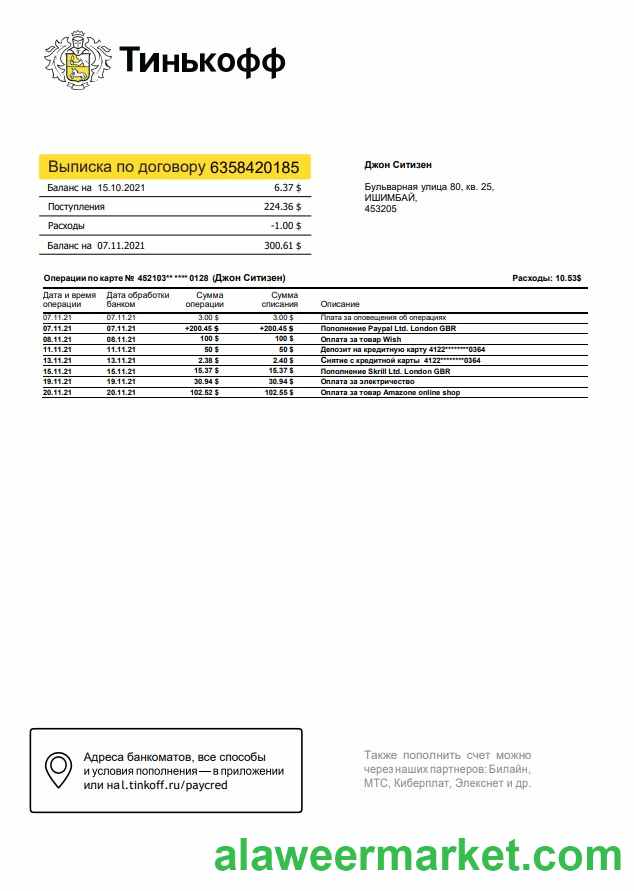 Тинькофф
Выписка по договору 6358420185
Баланс на 15.10.2021 6.37 $
Поступления 224.36 $
Расходы -1.00 $
Баланс на 07.11.2021 300.61 $
Джон Ситизен
Бульварная улица 80, кв. 25,
ИШИМБАЙ,
453205
Операции по карте № 452103** **** 0128 (Джон Ситизен) Расходы: 10.53$
Дата и время Дата обработки Сумма Сумма
операции банком операции списания Описание
07.11.21 07.11.21 3.00 $ 3.00 $ Плата за оповещения об операциях
07.11.21 07.11.21 +200.45 $ +200.45 $ Пополнение Paypal Ltd. London GBR
08.11.21 08.11.21 100 $ 100 $ Оплата за товар Wish
11.11.21 11.11.21 50 $ 50 $ Депозит на кредитную карту 4122********0364
13.11.21 13.11.21 2.38 $ 2.40 $ Снятие с кредитной карты 4122********0364
15.11.21 15.11.21 15.37 $ 15.37 $ Пополнение Skrill Ltd. London GBR
19.11.21 19.11.21 30.94 $ 30.94 $ Оплата за электричество
20.11.21 20.11.21 102.52 $ 102.55 $ Оплата за товар Amazone online shop
Адреса банкоматов, все способы
и условия пополнения — в приложении
или на l.tinkoff.ru/paycred
Также пополнить счет можно
через наших партнеров: Билайн,
МТС, Киберплат, Элекснет и др.
alaweermarket.com